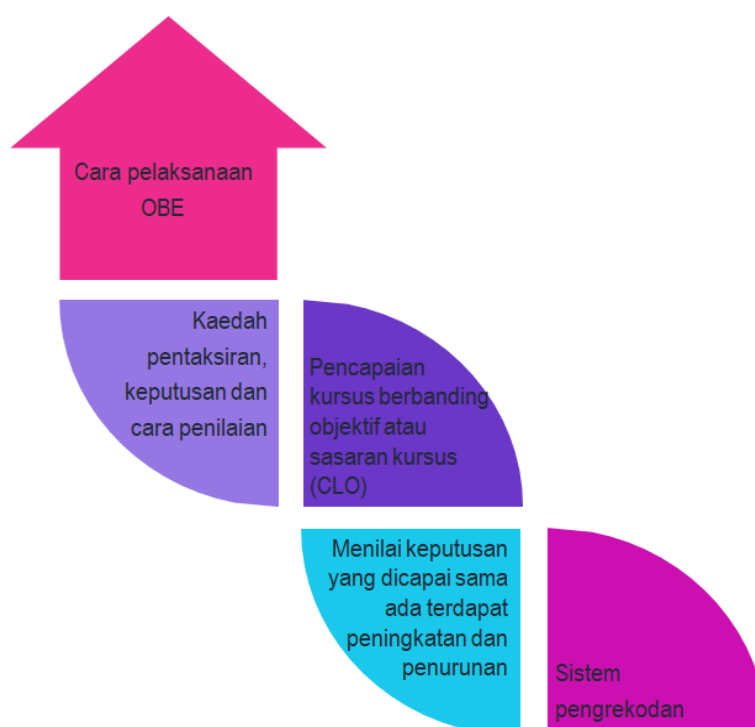 Cara pelaksanaan
OBE
Kaedah
pentaksiran,
keputusan dan
cara penilaian
Pencapaian
kursus berbanding
objektif atau
sasaran kursus
(CLO)
Menilai keputusan
yang dicapai sama
ada terdapat
peningkatan dan
penurunan
Sistem
pengrekodan